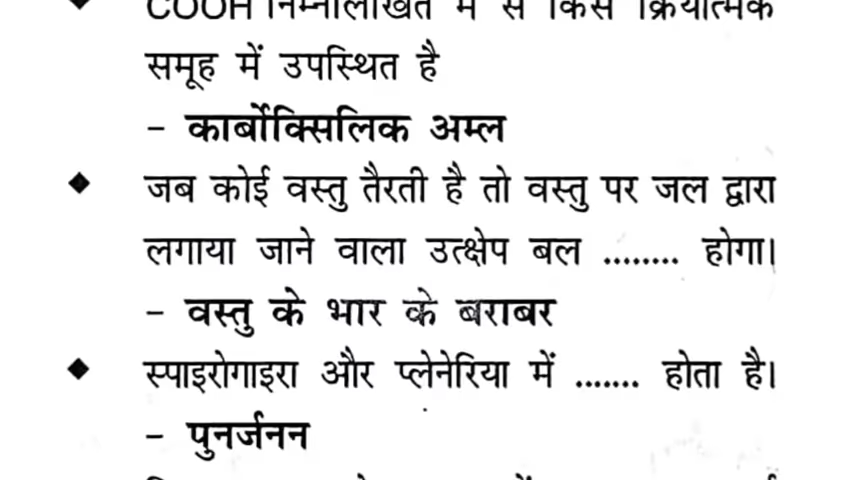 COOH निम्नलिखित में से किस क्रियात्मक
समूह में उपस्थित है
– कार्बोक्सिलिक अम्ल
◆ जब कोई वस्तु तैरती है तो वस्तु पर जल द्वारा
लगाया जाने वाला उत्क्षेप बल ........ होगा।
– वस्तु के भार के बराबर
◆ स्पाइरोगाइरा और प्लेनेरिया में ....... होता है।
– पुनर्जनन